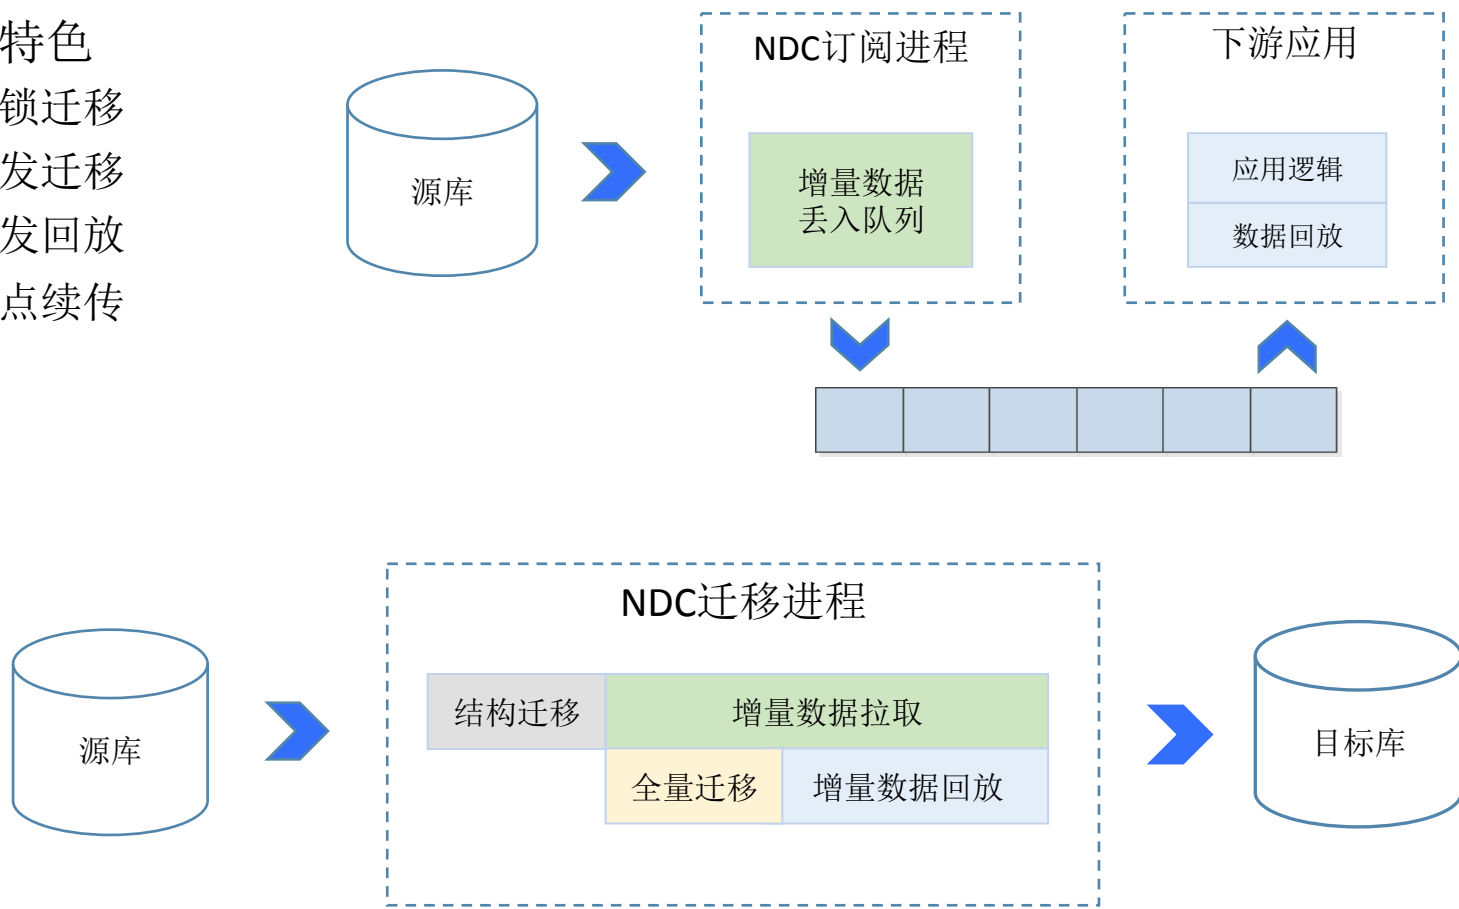 特色
锁迁移
发迁移
发回放
点续传
源库
NDC订阅进程
增量数据
丢入队列
下游应用
应用逻辑
数据回放
NDC迁移进程
源库
结构迁移
增量数据拉取
全量迁移
增量数据回放
目标库